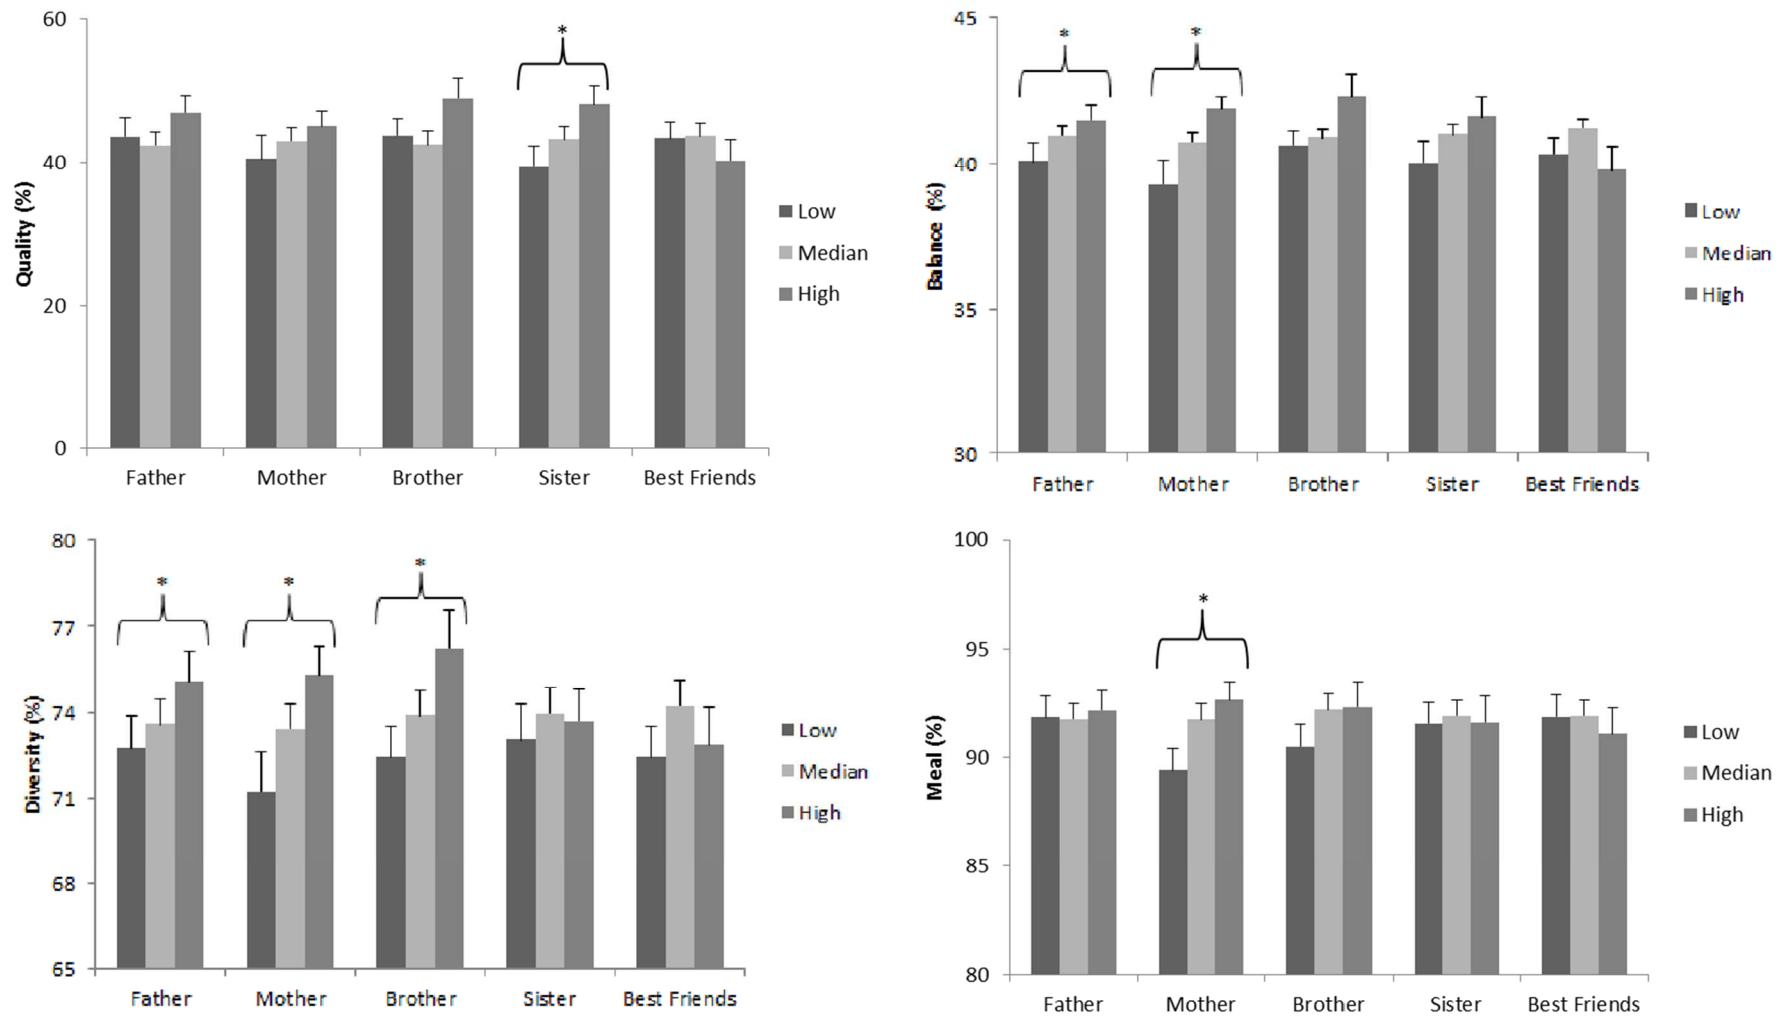 60
*
40
20
0
Quality (%)
Father Mother Brother Sister Best Friends
Low
Median
High
45
* *
40
35
30
Balance (%)
Father Mother Brother Sister Best Friends
Low
Median
High
80
* * *
77
74
71
68
65
Diversity (%)
Father Mother Brother Sister Best Friends
Low
Median
High
100
*
95
90
85
80
Meal (%)
Father Mother Brother Sister Best Friends
Low
Median
High